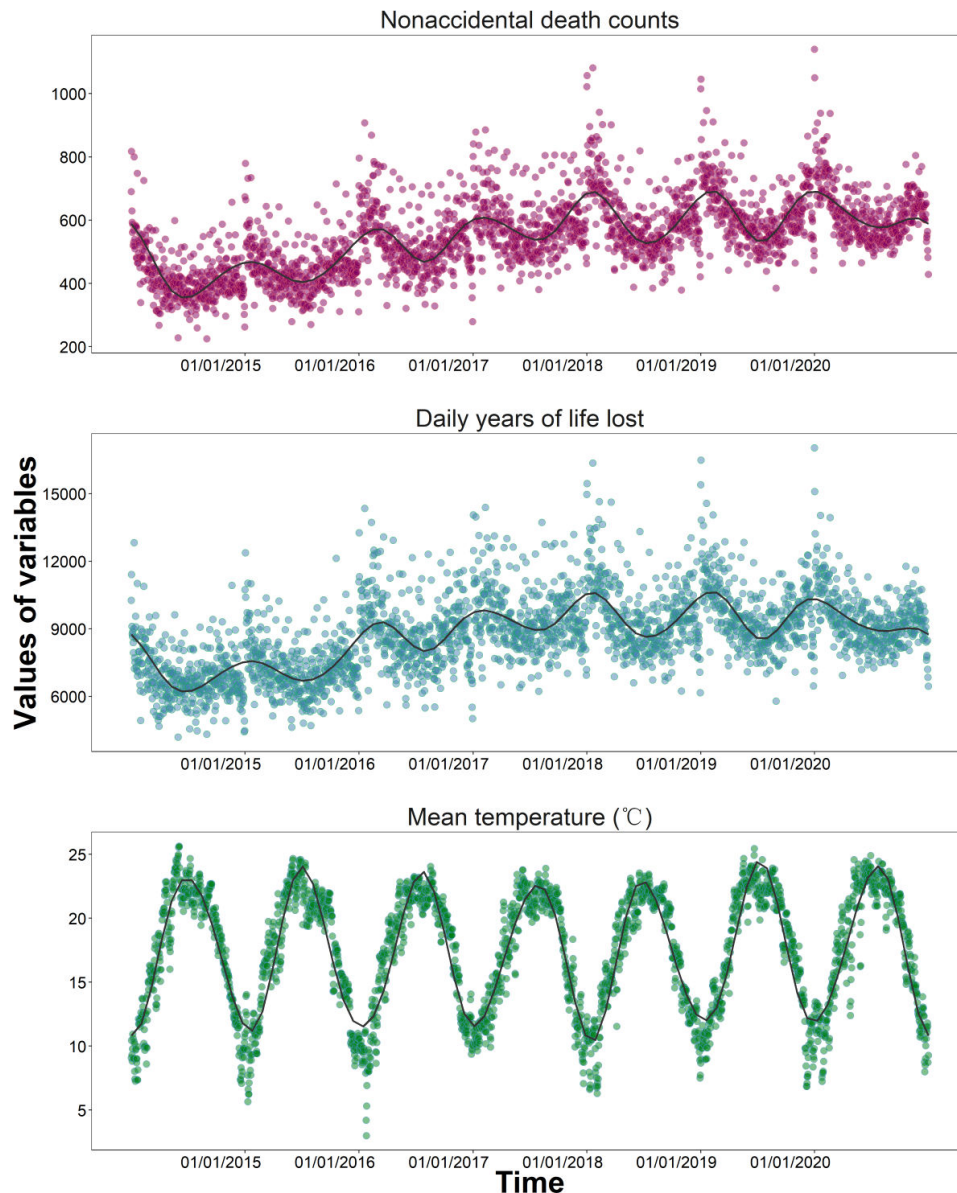 Nonaccidental death counts
1000
800
600
400
200
01/01/2015 01/01/2016 01/01/2017 01/01/2018 01/01/2019 01/01/2020
Daily years of life lost
Values of variables
15000
12000
9000
6000
01/01/2015 01/01/2016 01/01/2017 01/01/2018 01/01/2019 01/01/2020
Mean temperature (℃)
25
20
15
10
5
01/01/2015 01/01/2016 01/01/2017 01/01/2018 01/01/2019 01/01/2020
Time